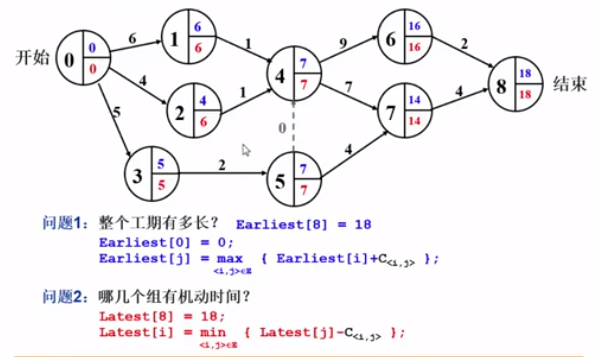 开始
结束
0 0 0
1 6 6
2 4 6
3 5 5
4 7 7
5 7 7
6 16 16
7 14 14
8 18 18
6
4
5
1
1
2
0
9
7
4
2
4
问题1: 整个工期有多长? Earliest[8] = 18
Earliest[0] = 0;
Earliest[j] = max { Earliest[i]+C<i,j> };
<i,j>∈E
问题2: 哪几个组有机动时间?
Latest[8] = 18;
Latest[i] = min { Latest[j]-C<i,j> };
<i,j>∈E